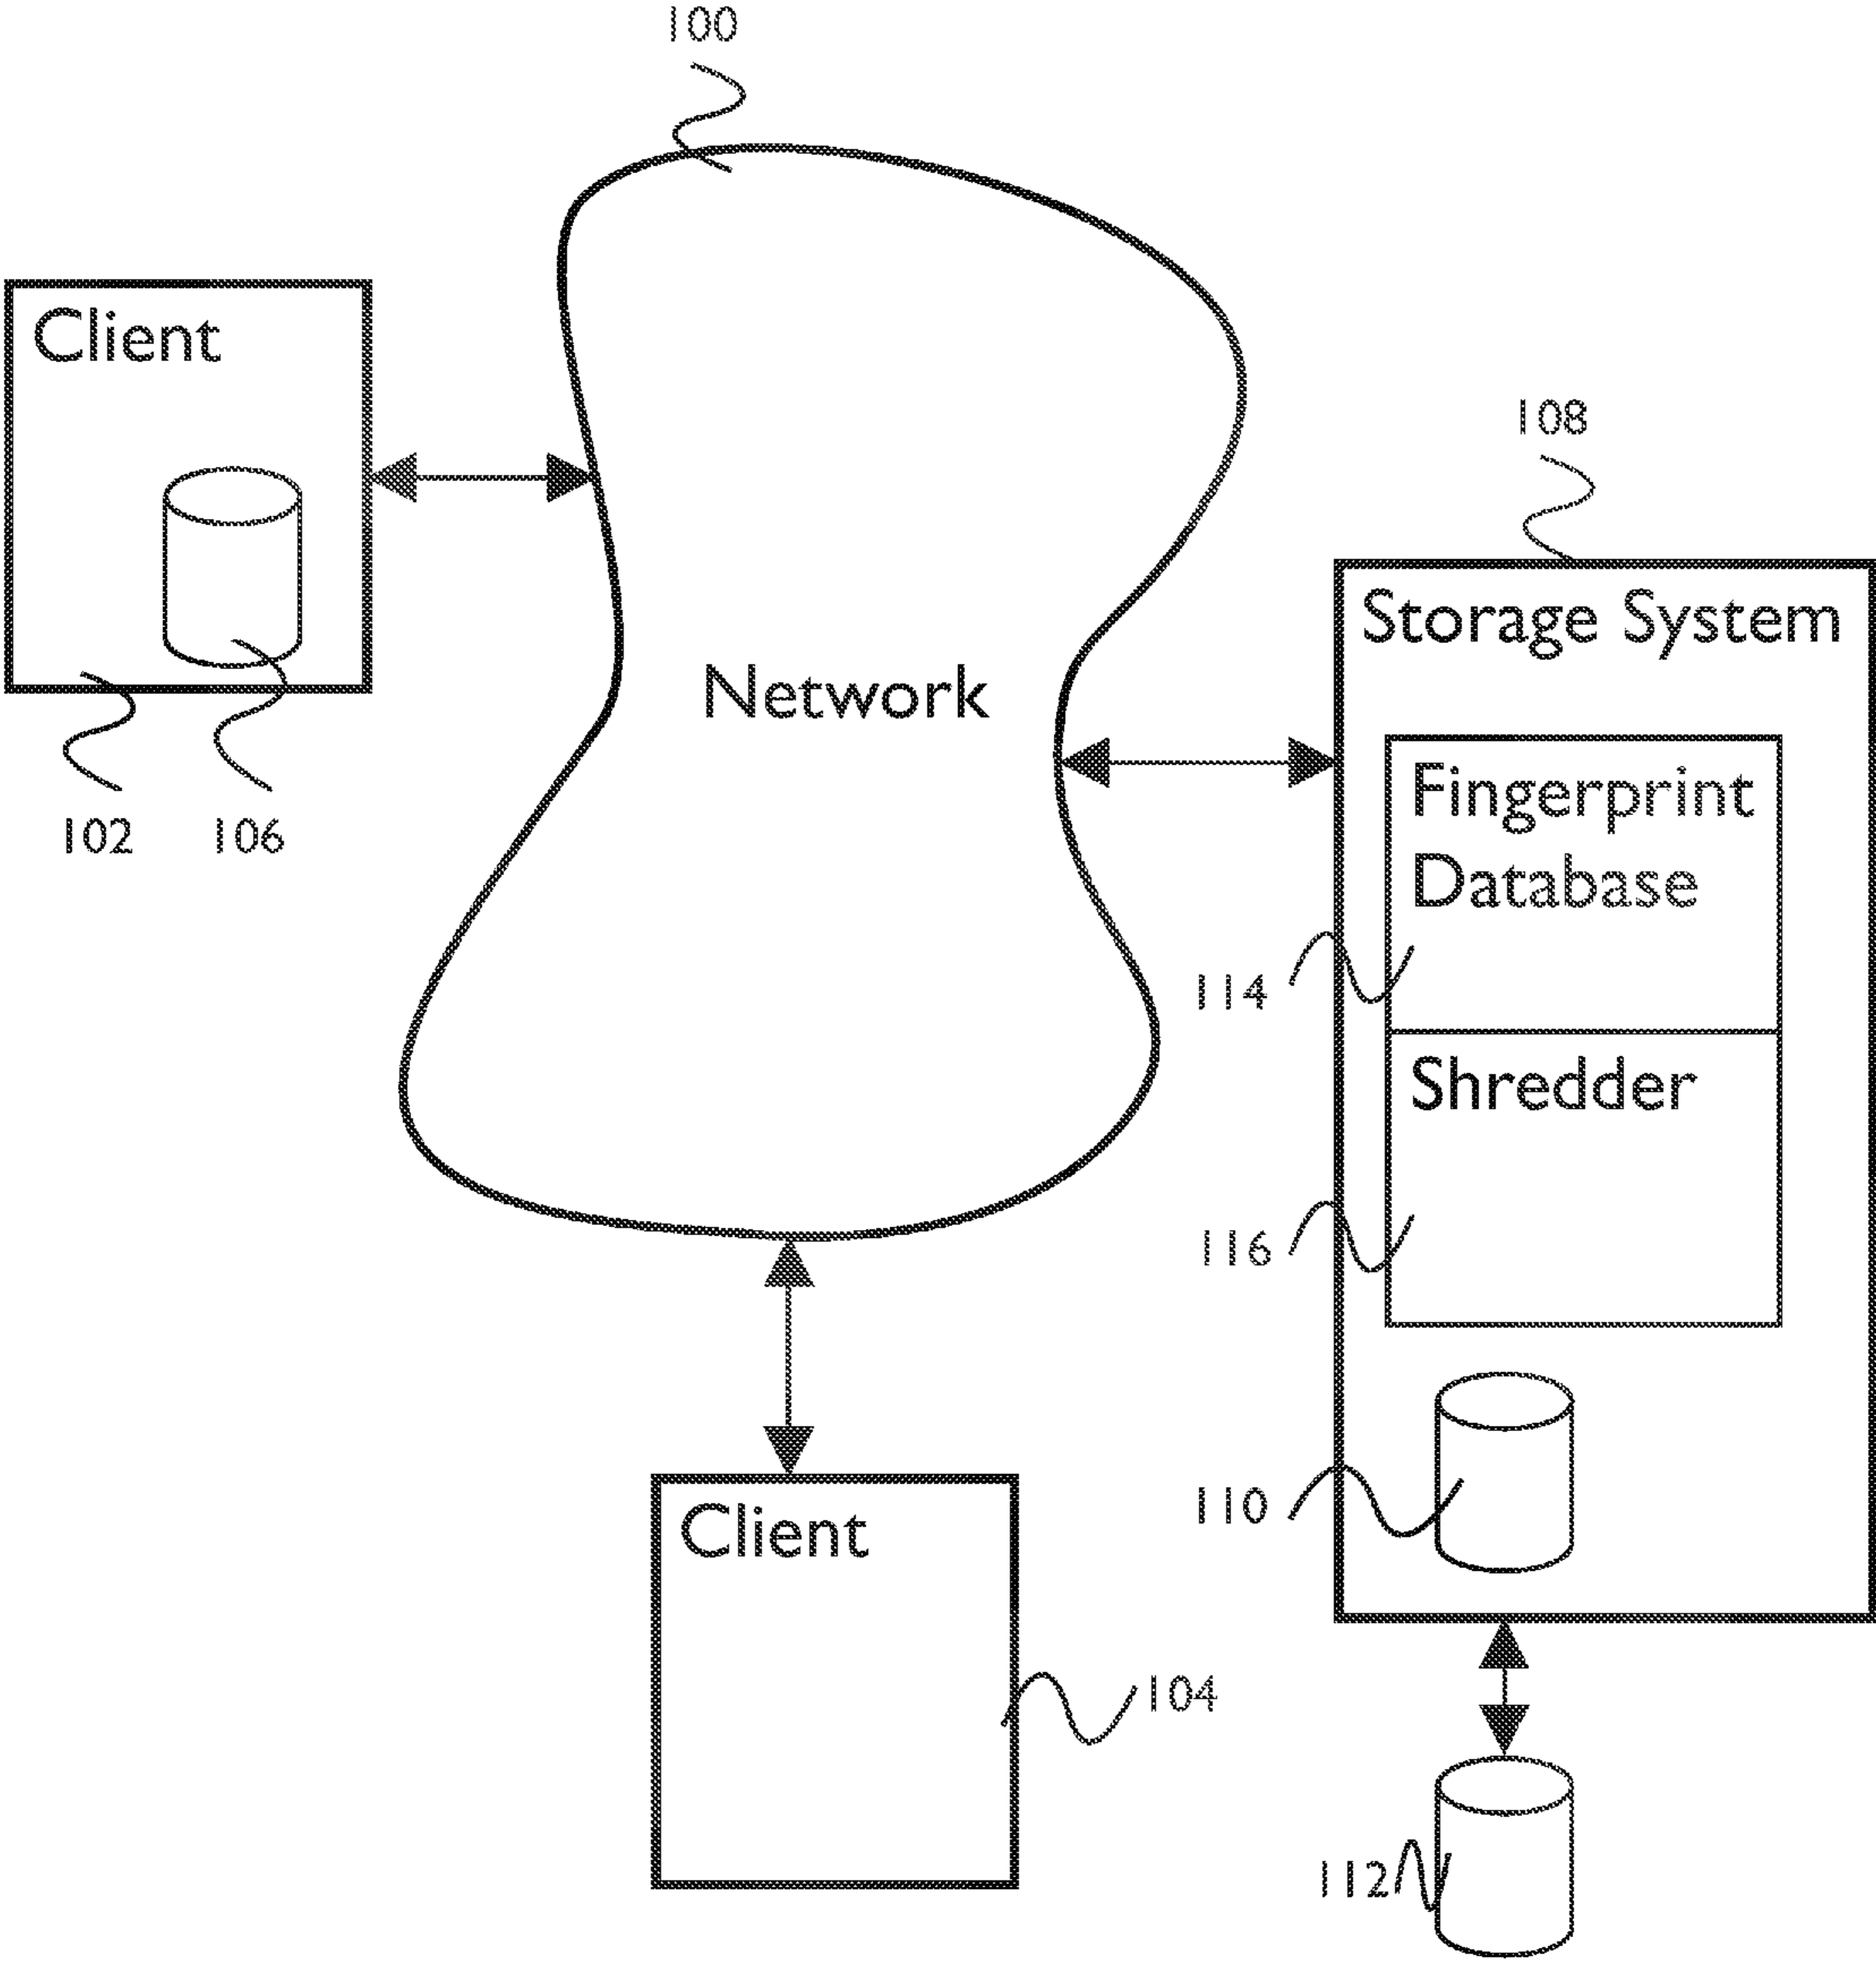 100
Client
108
Storage System
Network
Fingerprint
Database
102
106
114
Shredder
116
110
Client
104
112